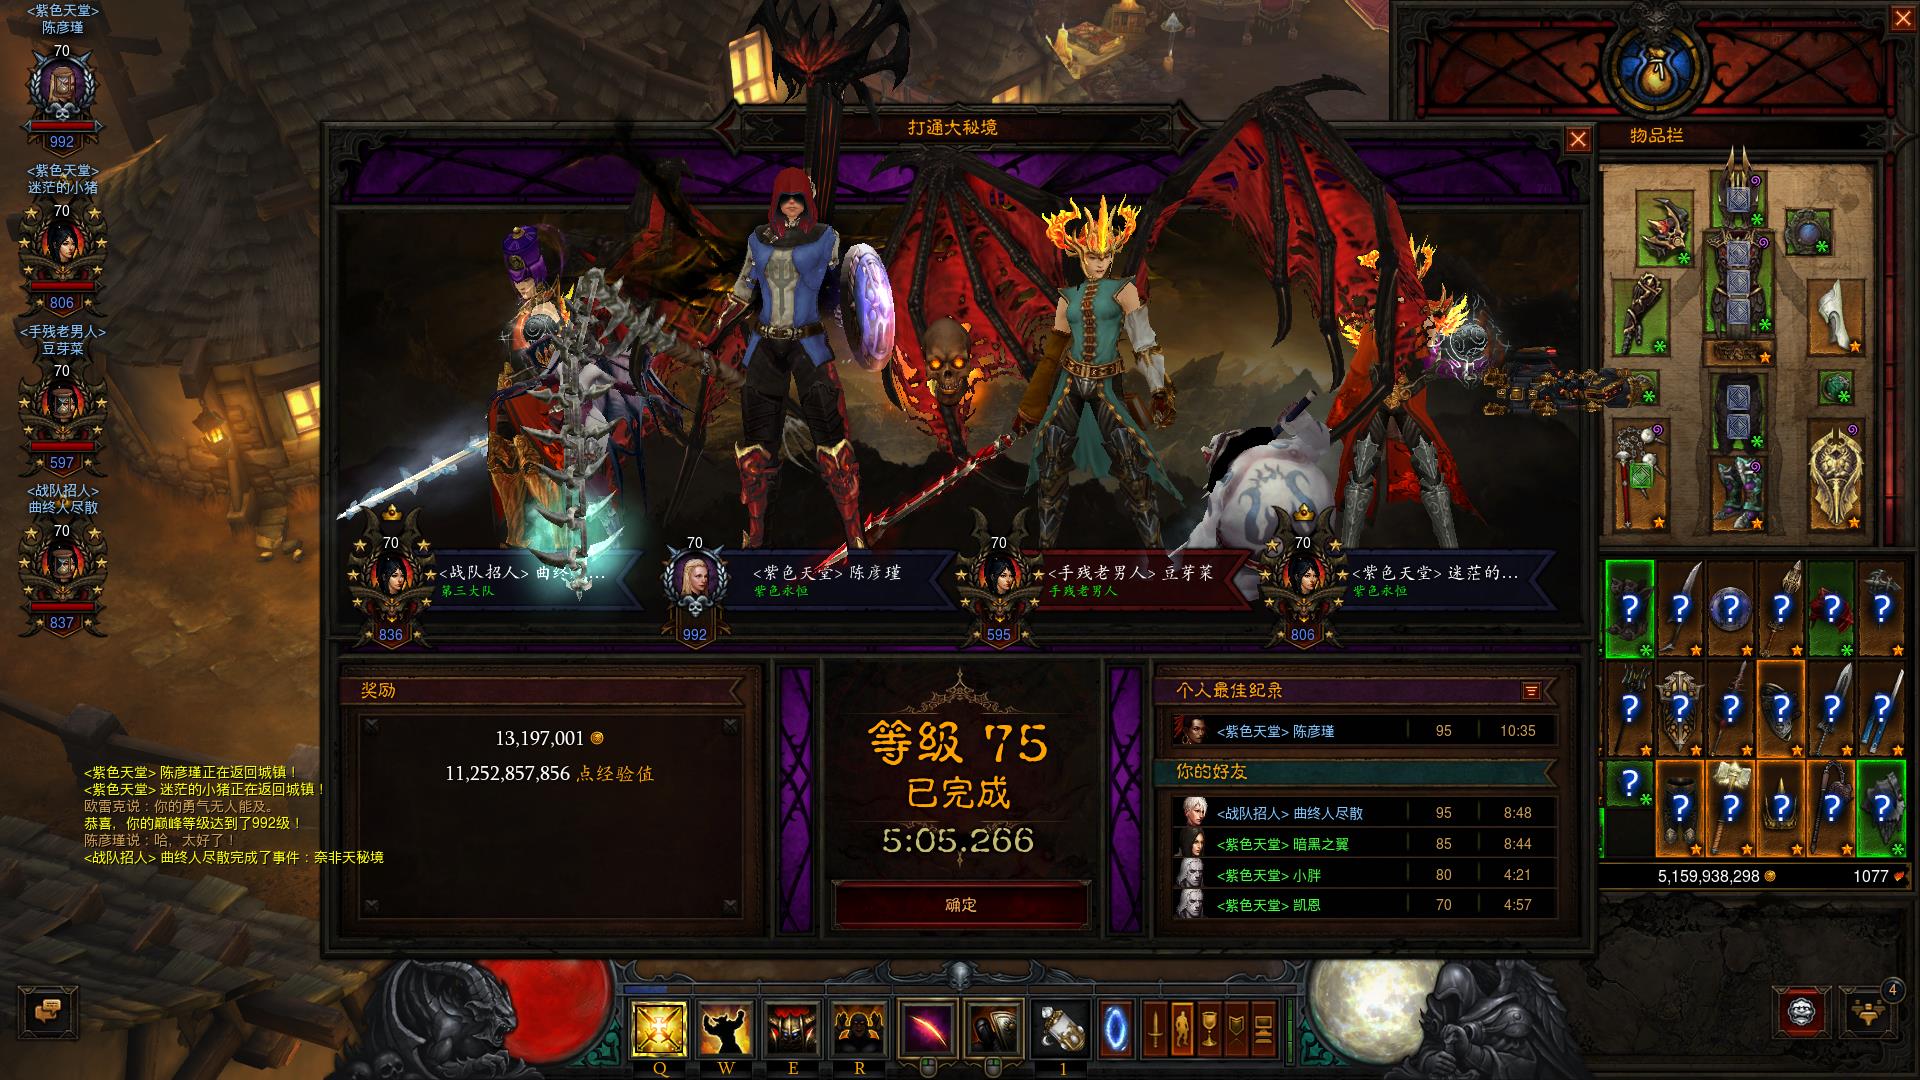 <紫色天堂>
陈彦瑾
70
992
<紫色天堂>
迷茫的小猪
70
806
<手残老男人>
豆芽菜
70
597
<战队招人>
曲终人尽散
70
837
打通大秘境
物品栏
70
<战队招人> 曲终...
第三大队
836
70
<紫色天堂> 陈彦瑾
紫色永恒
992
70
<手残老男人> 豆芽菜
手残老男人
595
70
<紫色天堂> 迷茫的...
紫色永恒
806
奖励
13,197,001
11,252,857,856 点经验值
等级 75
已完成
5:05.266
确定
个人最佳纪录
<紫色天堂> 陈彦瑾 95 10:35
你的好友
<战队招人> 曲终人尽散 95 8:48
<紫色天堂> 暗黑之翼 85 8:44
<紫色天堂> 小胖 80 4:21
<紫色天堂> 凯恩 70 4:57
<紫色天堂> 陈彦瑾正在返回城镇！
<紫色天堂> 迷茫的小猪正在返回城镇！
欧雷克说：你的勇气无人能及。
恭喜，你的巅峰等级达到了992级！
陈彦瑾说：哈，太好了！
<战队招人> 曲终人尽散完成了事件：奈非天秘境
? ? ? ? ? ?
? ? ? ? ? ?
? ? ? ? ? ?
5,159,938,298 1077
Q W E R 1
4